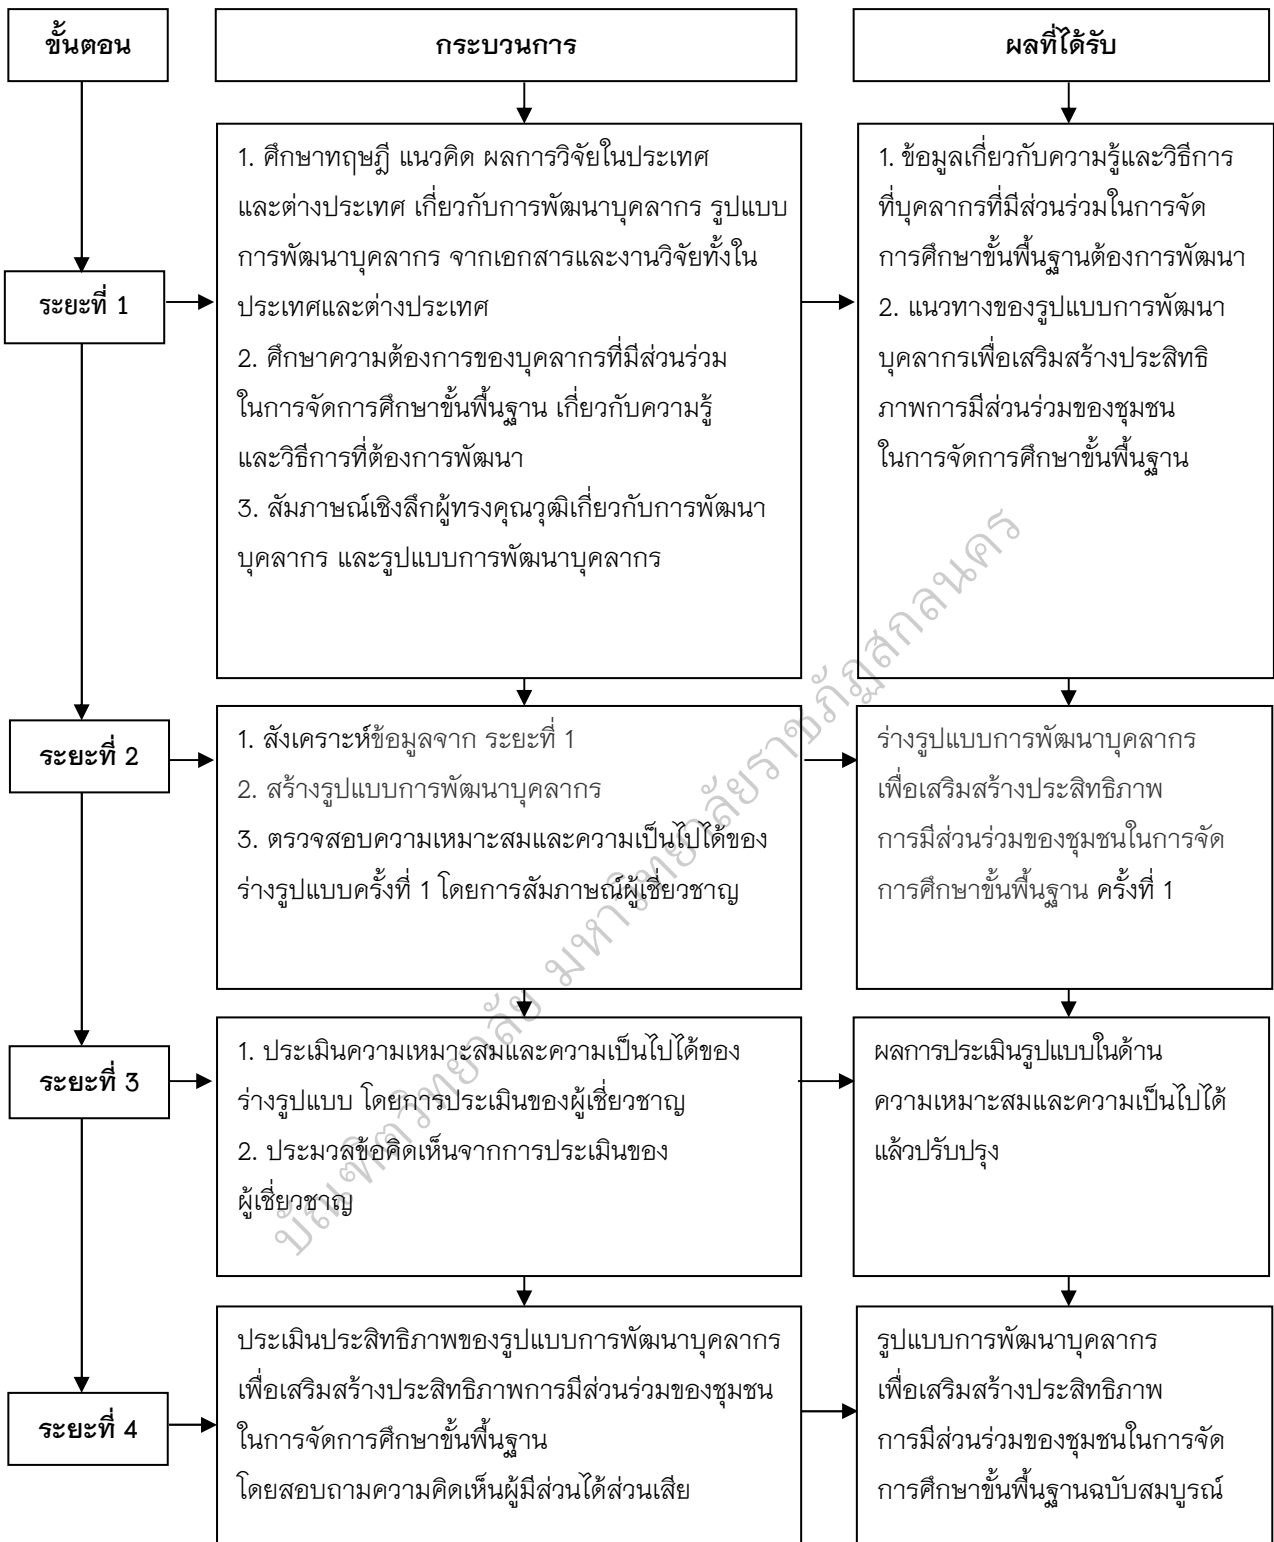 ขั้นตอน
กระบวนการ
ผลที่ได้รับ
ระยะที่ 1
1. ศึกษาทฤษฎี แนวคิด ผลการวิจัยในประเทศ
และต่างประเทศ เกี่ยวกับการพัฒนาบุคลากร รูปแบบ
การพัฒนาบุคลากร จากเอกสารและงานวิจัยทั้งใน
ประเทศและต่างประเทศ
2. ศึกษาความต้องการของบุคลากรที่มีส่วนร่วม
ในการจัดการศึกษาขั้นพื้นฐาน เกี่ยวกับความรู้
และวิธีการที่ต้องการพัฒนา
3. สัมภาษณ์เชิงลึกผู้ทรงคุณวุฒิเกี่ยวกับการพัฒนา
บุคลากร และรูปแบบการพัฒนาบุคลากร
1. ข้อมูลเกี่ยวกับความรู้และวิธีการ
ที่บุคลากรที่มีส่วนร่วมในการจัด
การศึกษาขั้นพื้นฐานต้องการพัฒนา
2. แนวทางของรูปแบบการพัฒนา
บุคลากรเพื่อเสริมสร้างประสิทธิ
ภาพการมีส่วนร่วมของชุมชน
ในการจัดการศึกษาขั้นพื้นฐาน
ระยะที่ 2
1. สังเคราะห์ข้อมูลจาก ระยะที่ 1
2. สร้างรูปแบบการพัฒนาบุคลากร
3. ตรวจสอบความเหมาะสมและความเป็นไปได้ของ
ร่างรูปแบบครั้งที่ 1 โดยการสัมภาษณ์ผู้เชี่ยวชาญ
ร่างรูปแบบการพัฒนาบุคลากร
เพื่อเสริมสร้างประสิทธิภาพ
การมีส่วนร่วมของชุมชนในการจัด
การศึกษาขั้นพื้นฐาน ครั้งที่ 1
ระยะที่ 3
1. ประเมินความเหมาะสมและความเป็นไปได้ของ
ร่างรูปแบบ โดยการประเมินของผู้เชี่ยวชาญ
2. ประมวลข้อคิดเห็นจากการประเมินของ
ผู้เชี่ยวชาญ
ผลการประเมินรูปแบบในด้าน
ความเหมาะสมและความเป็นไปได้
แล้วปรับปรุง
ระยะที่ 4
ประเมินประสิทธิภาพของรูปแบบการพัฒนาบุคลากร
เพื่อเสริมสร้างประสิทธิภาพการมีส่วนร่วมของชุมชน
ในการจัดการศึกษาขั้นพื้นฐาน
โดยสอบถามความคิดเห็นผู้มีส่วนได้ส่วนเสีย
รูปแบบการพัฒนาบุคลากร
เพื่อเสริมสร้างประสิทธิภาพ
การมีส่วนร่วมของชุมชนในการจัด
การศึกษาขั้นพื้นฐานฉบับสมบูรณ์
บัณฑิตวิทยาลัย มหาวิทยาลัยราชภัฏสกลนคร